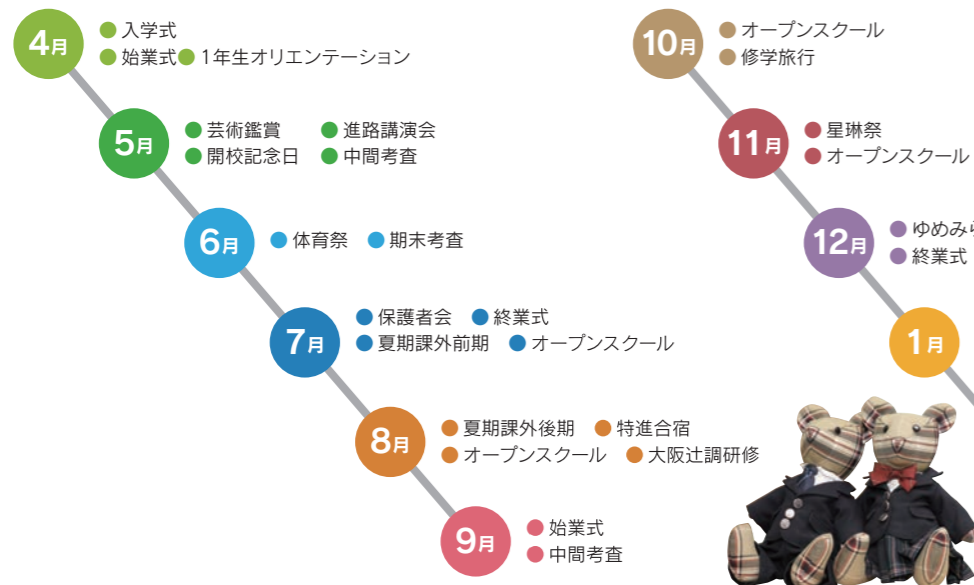 4月
● 入学式
● 始業式 ● 1年生オリエンテーション
5月
● 芸術鑑賞 ● 進路講演会
● 開校記念日 ● 中間考査
6月
● 体育祭 ● 期末考査
7月
● 保護者会 ● 終業式
● 夏期課外前期 ● オープンスクール
8月
● 夏期課外後期 ● 特進合宿
● オープンスクール ● 大阪辻調研修
9月
● 始業式
● 中間考査
10月
● オープンスクール
● 修学旅行
11月
● 星琳祭
● オープンスクール
12月
● ゆめみ
● 終業式
1月